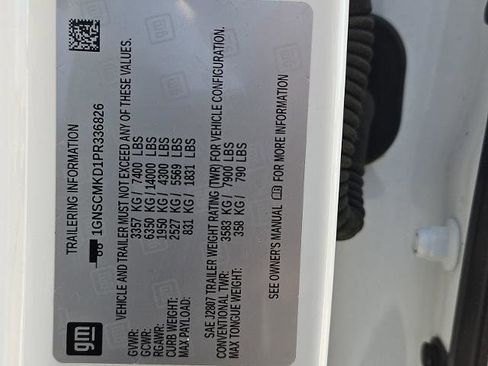 gm
TRAILERING INFORMATION
1GNSCMKD1PR336826
VEHICLE AND TRAILER MUST NOT EXCEED ANY OF THESE VALUES.
GVWR: 3357 KG / 7400 LBS
GCWR: 6350 KG / 14000 LBS
RGAWR: 1950 KG / 4300 LBS
CURB WEIGHT: 2527 KG / 5569 LBS
MAX PAYLOAD: 831 KG / 1831 LBS
SAE J2807 TRAILER WEIGHT RATING (TWR) FOR VEHICLE CONFIGURATION.
CONVENTIONAL TWR: 3583 KG / 7900 LBS
MAX TONGUE WEIGHT: 358 KG / 790 LBS
SEE OWNER'S MANUAL FOR MORE INFORMATION